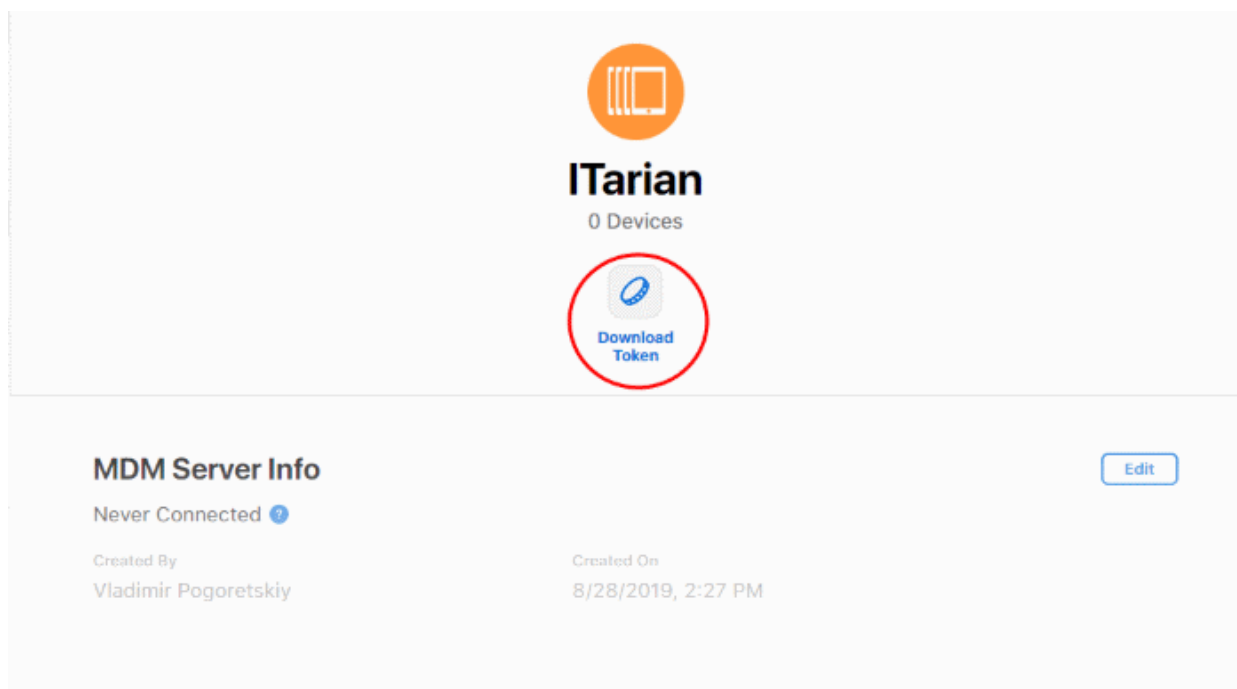 ITarian
0 Devices
Download
Token
MDM Server Info
Edit
Never Connected ?
Created By
Created On
Vladimir Pogoretskiy
8/28/2019, 2:27 PM